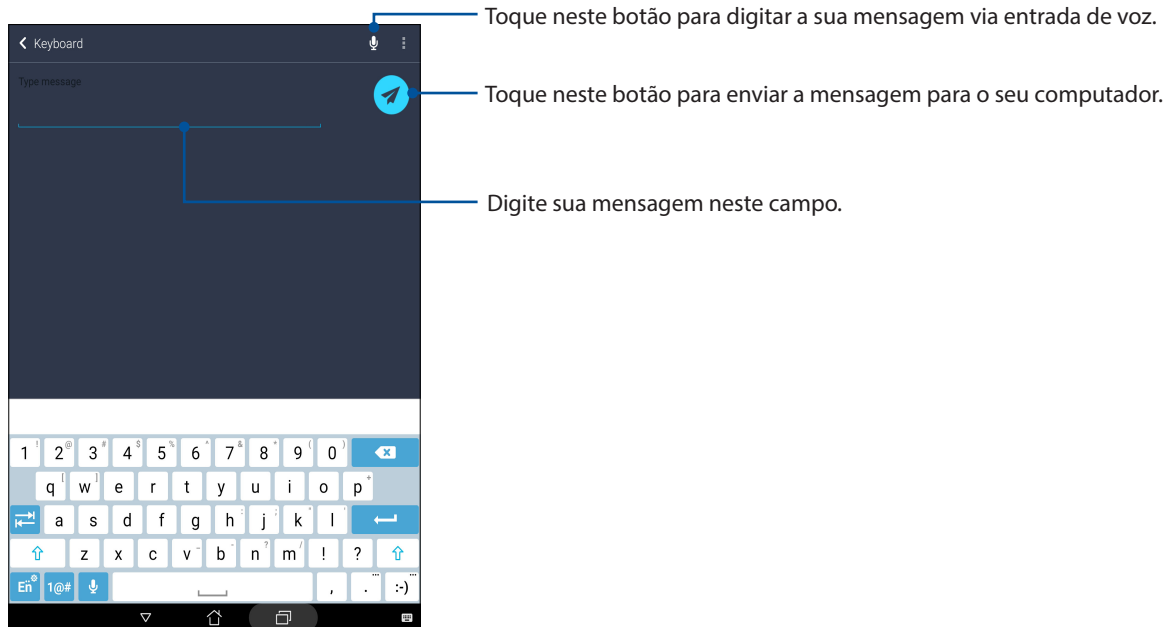 Toque neste botão para digitar a sua mensagem via entrada de voz.
Keyboard
Type message
Toque neste botão para enviar a mensagem para o seu computador.
Digite sua mensagem neste campo.
1 ! 2 @ 3 # 4 $ 5 % 6 ^ 7 & 8 * 9 ( 0 )
q [ w ] e r t y u i o p +
a s d f g h : j ; k " l '
z x c v - b - n ? m / ! ?
En 1@# , . ... :-) ...